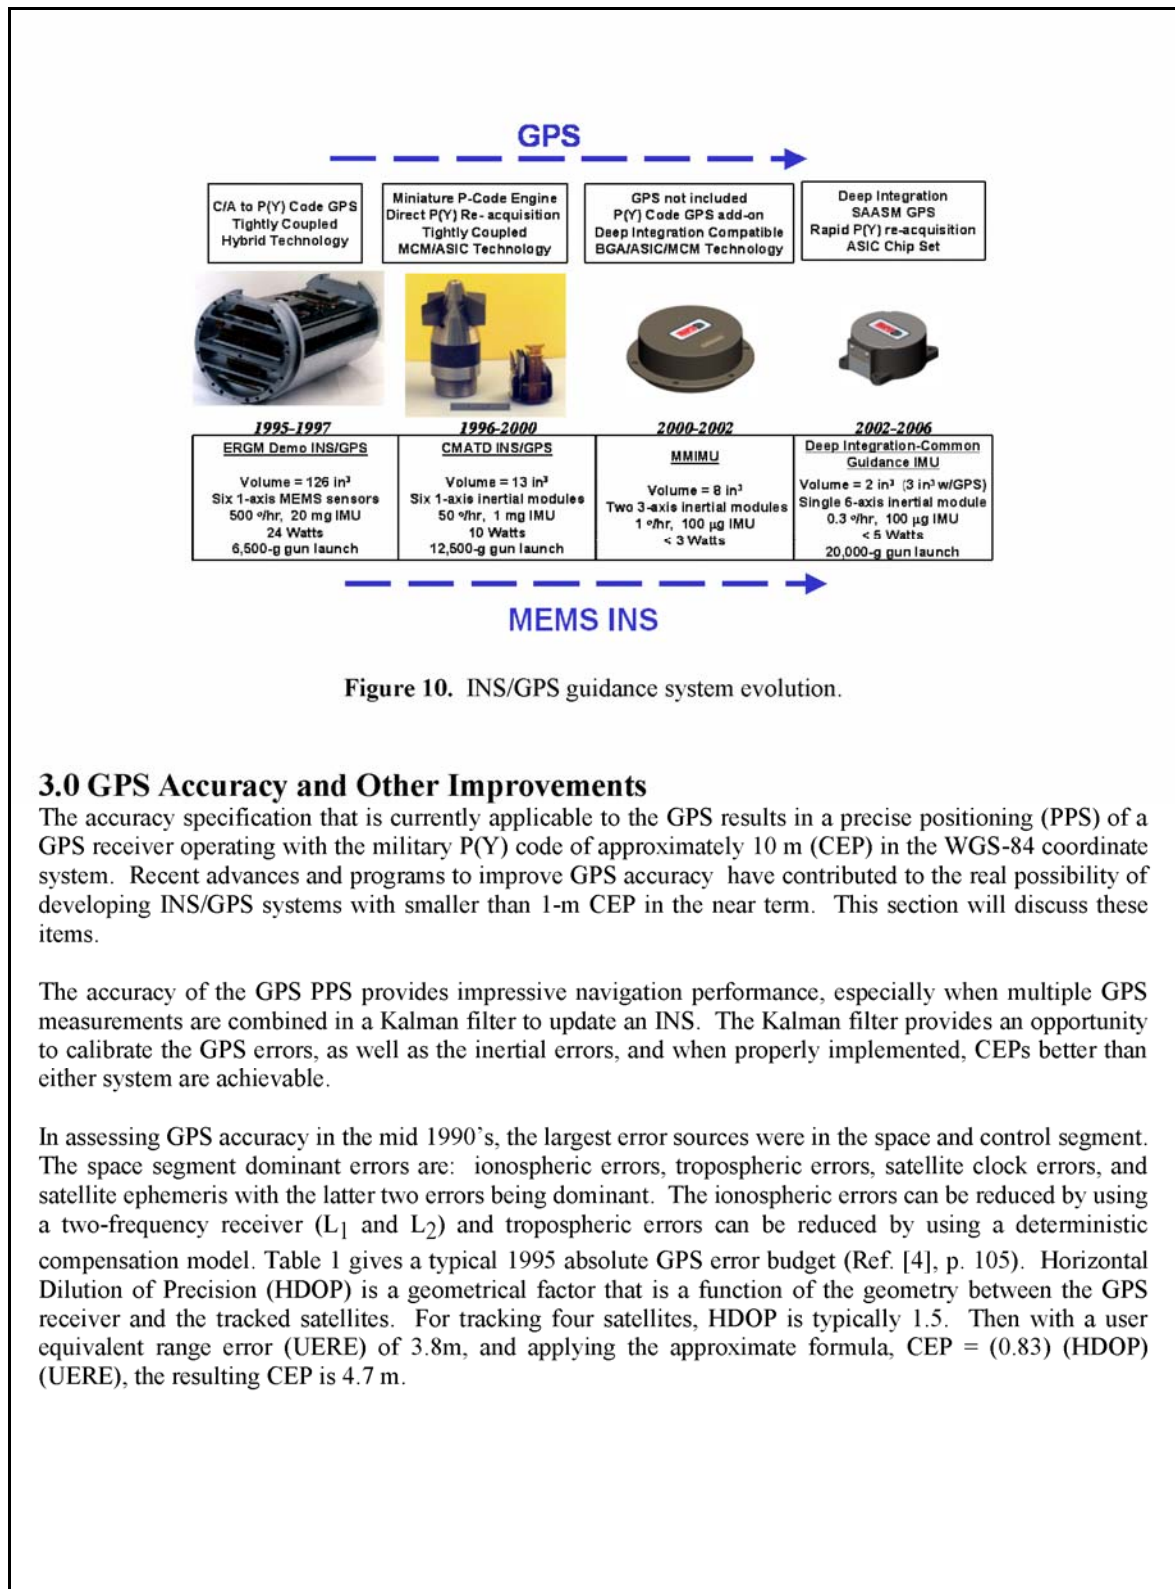 GPS
C/A to P(Y) Code GPS
Tightly Coupled
Hybrid Technology
Miniature P-Code Engine
Direct P(Y) Re- acquisition
Tightly Coupled
MCM/ASIC Technology
GPS not included
P(Y) Code GPS add-on
Deep Integration Compatible
BGA/ASIC/MCM Technology
Deep Integration
SAASM GPS
Rapid P(Y) re-acquisition
ASIC Chip Set
1995-1997
1996-2000
2000-2002
2002-2006
ERGM Demo INS/GPS
Volume = 126 in³
Six 1-axis MEMS sensors
500 º/hr, 20 mg IMU
24 Watts
6,500-g gun launch
CMATD INS/GPS
Volume = 13 in³
Six 1-axis inertial modules
50 º/hr, 1 mg IMU
10 Watts
12,500-g gun launch
MMIMU
Volume = 8 in³
Two 3-axis inertial modules
1 º/hr, 100 µg IMU
< 3 Watts
Deep Integration-Common
Guidance IMU
Volume = 2 in³ (3 in³ w/GPS)
Single 6-axis inertial module
0.3 º/hr, 100 µg IMU
< 5 Watts
20,000-g gun launch
MEMS INS
Figure 10. INS/GPS guidance system evolution.
3.0 GPS Accuracy and Other Improvements
The accuracy specification that is currently applicable to the GPS results in a precise positioning (PPS) of a
GPS receiver operating with the military P(Y) code of approximately 10 m (CEP) in the WGS-84 coordinate
system. Recent advances and programs to improve GPS accuracy have contributed to the real possibility of
developing INS/GPS systems with smaller than 1-m CEP in the near term. This section will discuss these
items.
The accuracy of the GPS PPS provides impressive navigation performance, especially when multiple GPS
measurements are combined in a Kalman filter to update an INS. The Kalman filter provides an opportunity
to calibrate the GPS errors, as well as the inertial errors, and when properly implemented, CEPs better than
either system are achievable.
In assessing GPS accuracy in the mid 1990's, the largest error sources were in the space and control segment.
The space segment dominant errors are: ionospheric errors, tropospheric errors, satellite clock errors, and
satellite ephemeris with the latter two errors being dominant. The ionospheric errors can be reduced by using
a two-frequency receiver (L1 and L2) and tropospheric errors can be reduced by using a deterministic
compensation model. Table 1 gives a typical 1995 absolute GPS error budget (Ref. [4], p. 105). Horizontal
Dilution of Precision (HDOP) is a geometrical factor that is a function of the geometry between the GPS
receiver and the tracked satellites. For tracking four satellites, HDOP is typically 1.5. Then with a user
equivalent range error (UERE) of 3.8m, and applying the approximate formula, CEP = (0.83) (HDOP)
(UERE), the resulting CEP is 4.7 m.